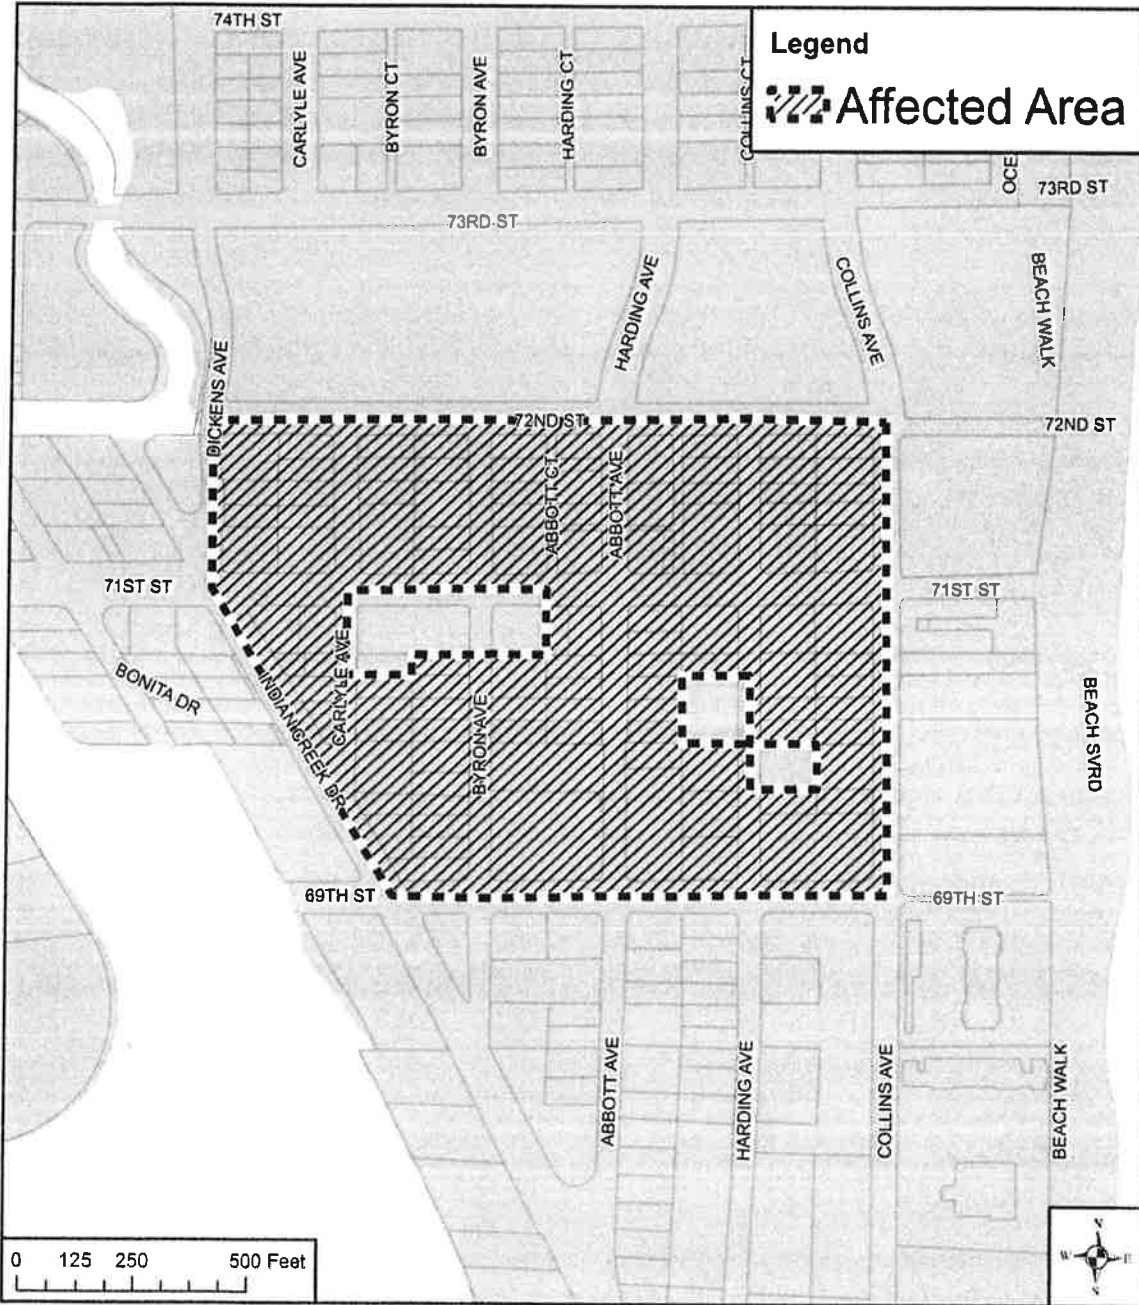 74TH ST
Legend
Affected Area
CARLYLE AVE
BYRON CT
BYRON AVE
HARDING CT
COLLINS CT
73RD ST
73RD ST
HARDING AVE
COLLINS AVE
BEACH WALK
DICKENS AVE
72ND ST
72ND ST
ABBOTT CT
ABBOTT AVE
71ST ST
71ST ST
BONITA DR
INDIAN CREEK DR
CARLYLE AVE
BYRON AVE
BEACH SVRD
69TH ST
69TH ST
ABBOTT AVE
HARDING AVE
COLLINS AVE
BEACH WALK
0 125 250 500 Feet
N
W E
S